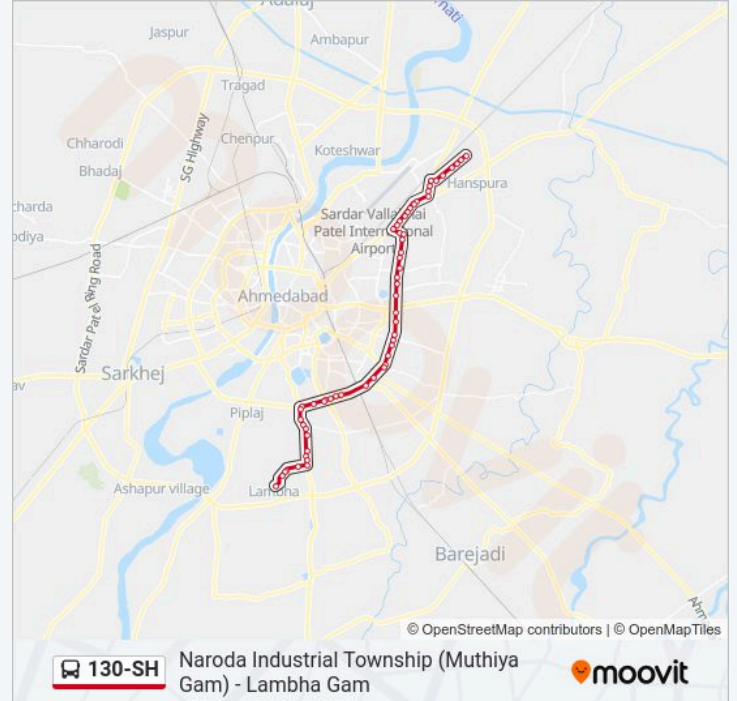 Adalaj
Jaspur
Ambapur
Tragad
SG Highway
Chenpur
Chharodi
Koteshwar
Bhadaj
Hanspura
Sardar
Patel International
Airport
Ahmedabad
Sardar Patel Ring Road
Sarkhej
Piplaj
Ashapur village
Lambha
Barejadi
© OpenStreetMap contributors | © OpenMapTiles
130-SH
Naroda Industrial Township (Muthiya
Gam) - Lambha Gam
moovit